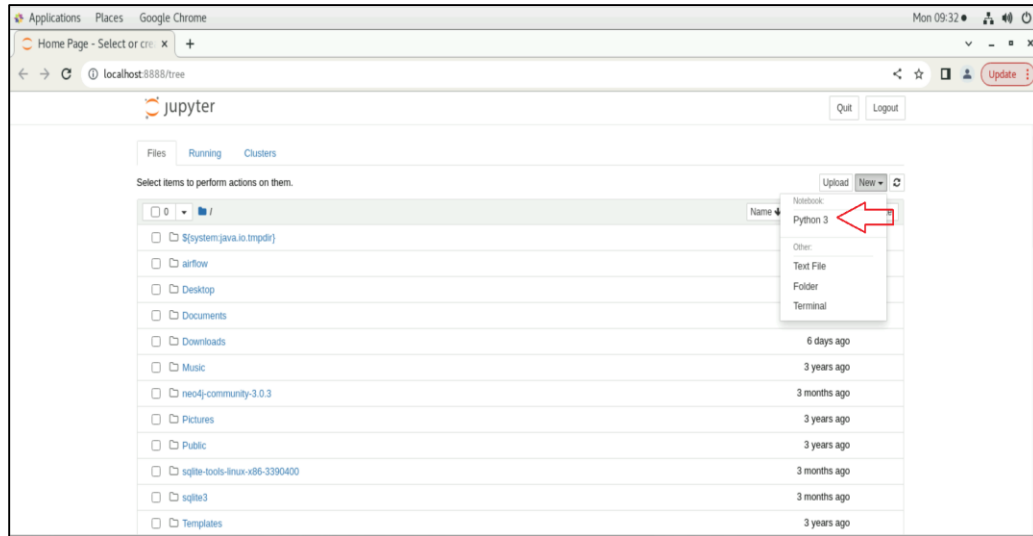 Applications Places Google Chrome Mon 09:32
Home Page - Select or cre
localhost:8888/tree Update
jupyter Quit Logout
Files Running Clusters
Select items to perform actions on them. Upload New
0 / Name
Notebook:
Python 3
Other:
Text File
Folder
Terminal
${system:java.io.tmpdir}
airflow
Desktop
Documents
Downloads 6 days ago
Music 3 years ago
neo4j-community-3.0.3 3 months ago
Pictures 3 years ago
Public 3 years ago
sqlite-tools-linux-x86-3390400 3 months ago
sqlite3 3 months ago
Templates 3 years ago